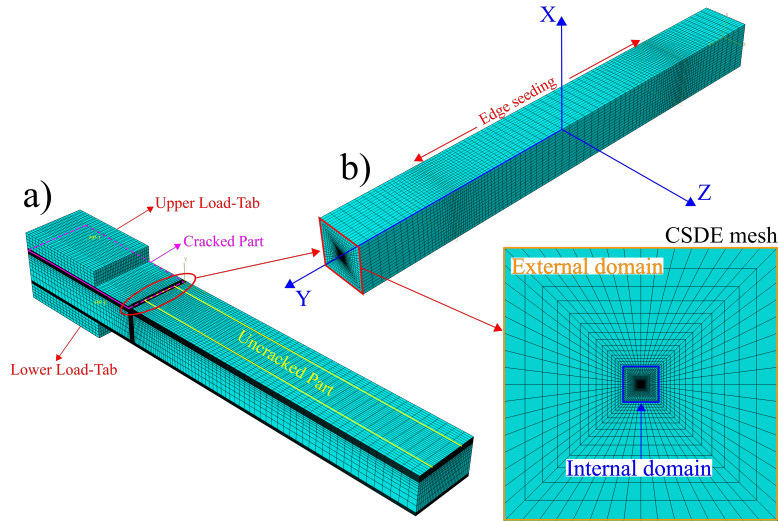 X
Edge seeding
b)
a)
Upper Load-Tab
Z
Cracked Part
CSDE mesh
External domain
Y
Uncracked Part
Lower Load-Tab
Internal domain